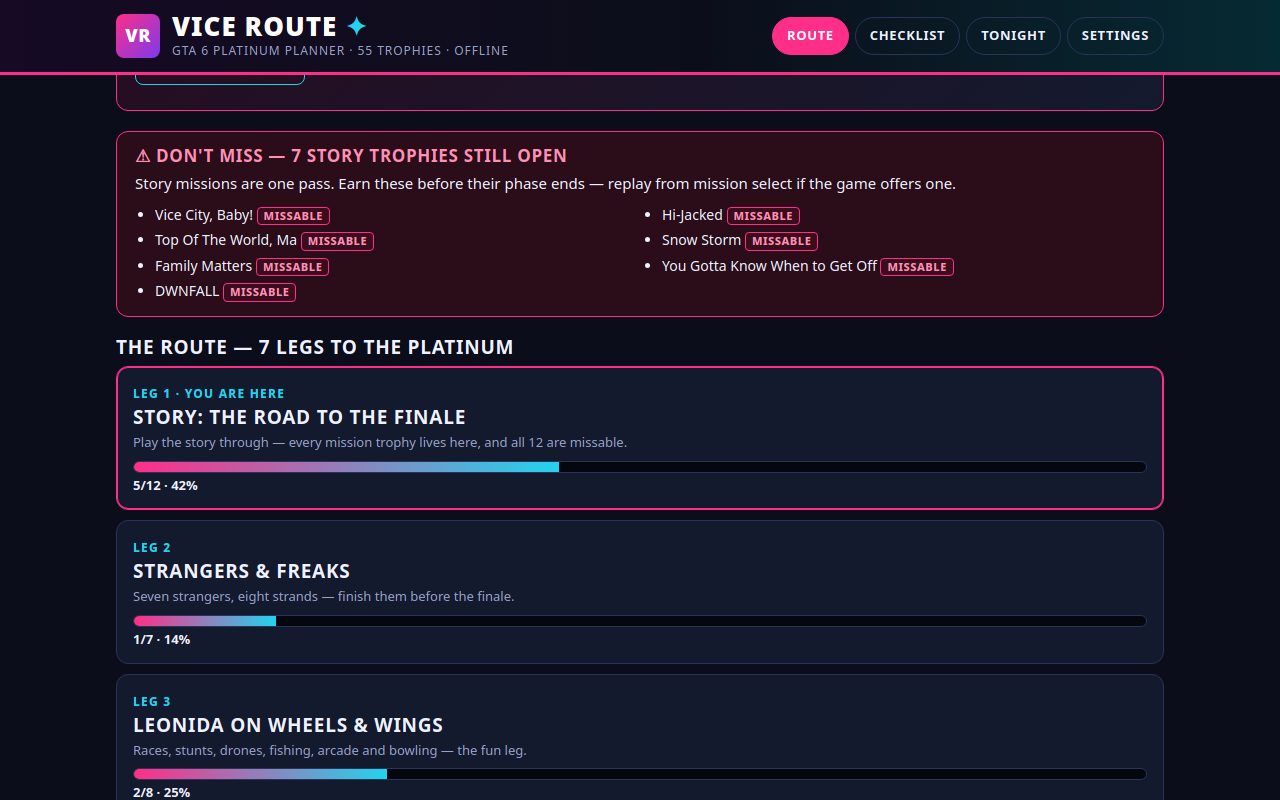 VR
VICE ROUTE ✦
GTA 6 PLATINUM PLANNER · 55 TROPHIES · OFFLINE
ROUTE
CHECKLIST
TONIGHT
SETTINGS
⚠ DON'T MISS — 7 STORY TROPHIES STILL OPEN
Story missions are one pass. Earn these before their phase ends — replay from mission select if the game offers one.
• Vice City, Baby! MISSABLE
• Top Of The World, Ma MISSABLE
• Family Matters MISSABLE
• DWNFALL MISSABLE
• Hi-Jacked MISSABLE
• Snow Storm MISSABLE
• You Gotta Know When to Get Off MISSABLE
THE ROUTE — 7 LEGS TO THE PLATINUM
LEG 1 · YOU ARE HERE
STORY: THE ROAD TO THE FINALE
Play the story through — every mission trophy lives here, and all 12 are missable.
5/12 · 42%
LEG 2
STRANGERS & FREAKS
Seven strangers, eight strands — finish them before the finale.
1/7 · 14%
LEG 3
LEONIDA ON WHEELS & WINGS
Races, stunts, drones, fishing, arcade and bowling — the fun leg.
2/8 · 25%